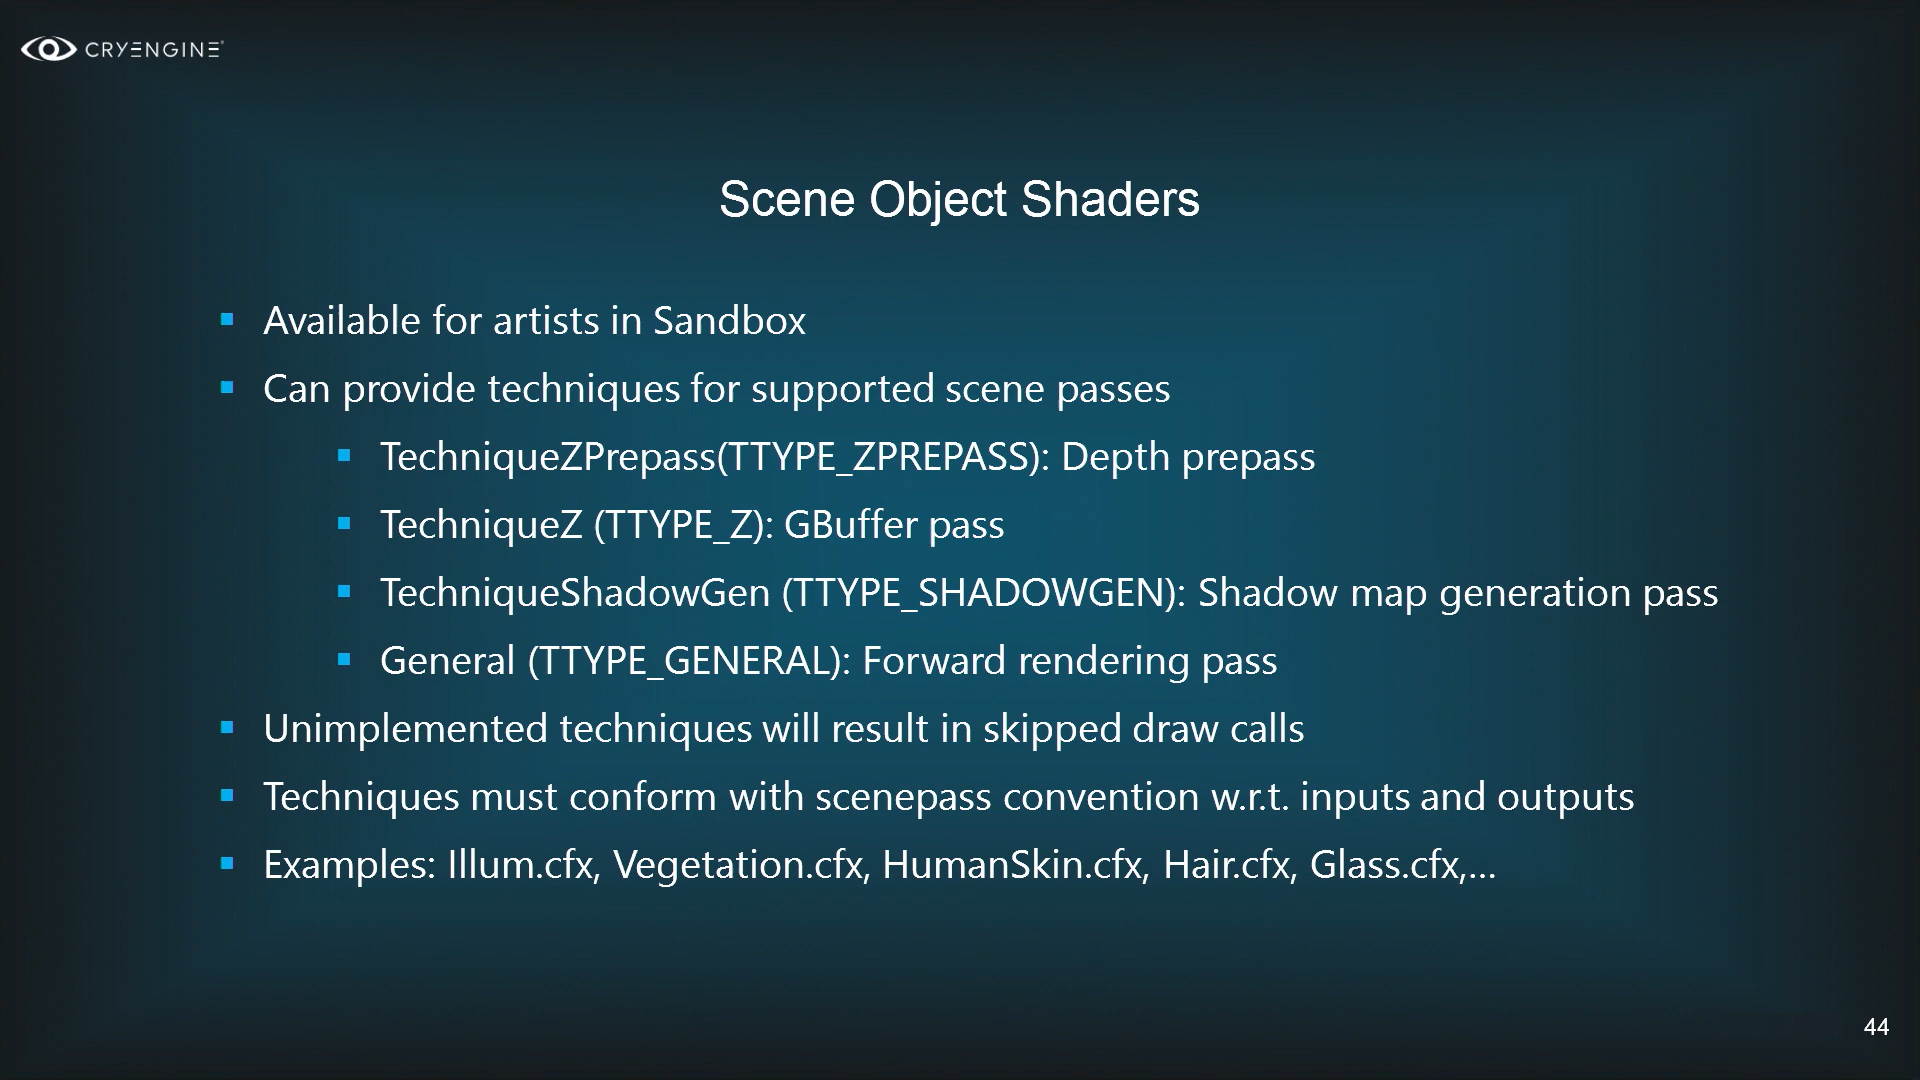 CRYENGINE
Scene Object Shaders
Available for artists in Sandbox
Can provide techniques for supported scene passes
TechniqueZPrepass(TTYPE_ZPREPASS): Depth prepass
TechniqueZ (TTYPE_Z): GBuffer pass
TechniqueShadowGen (TTYPE_SHADOWGEN): Shadow map generation pass
General (TTYPE_GENERAL): Forward rendering pass
Unimplemented techniques will result in skipped draw calls
Techniques must conform with scenepass convention w.r.t. inputs and outputs
Examples: Illum.cfx, Vegetation.cfx, HumanSkin.cfx, Hair.cfx, Glass.cfx,...
44